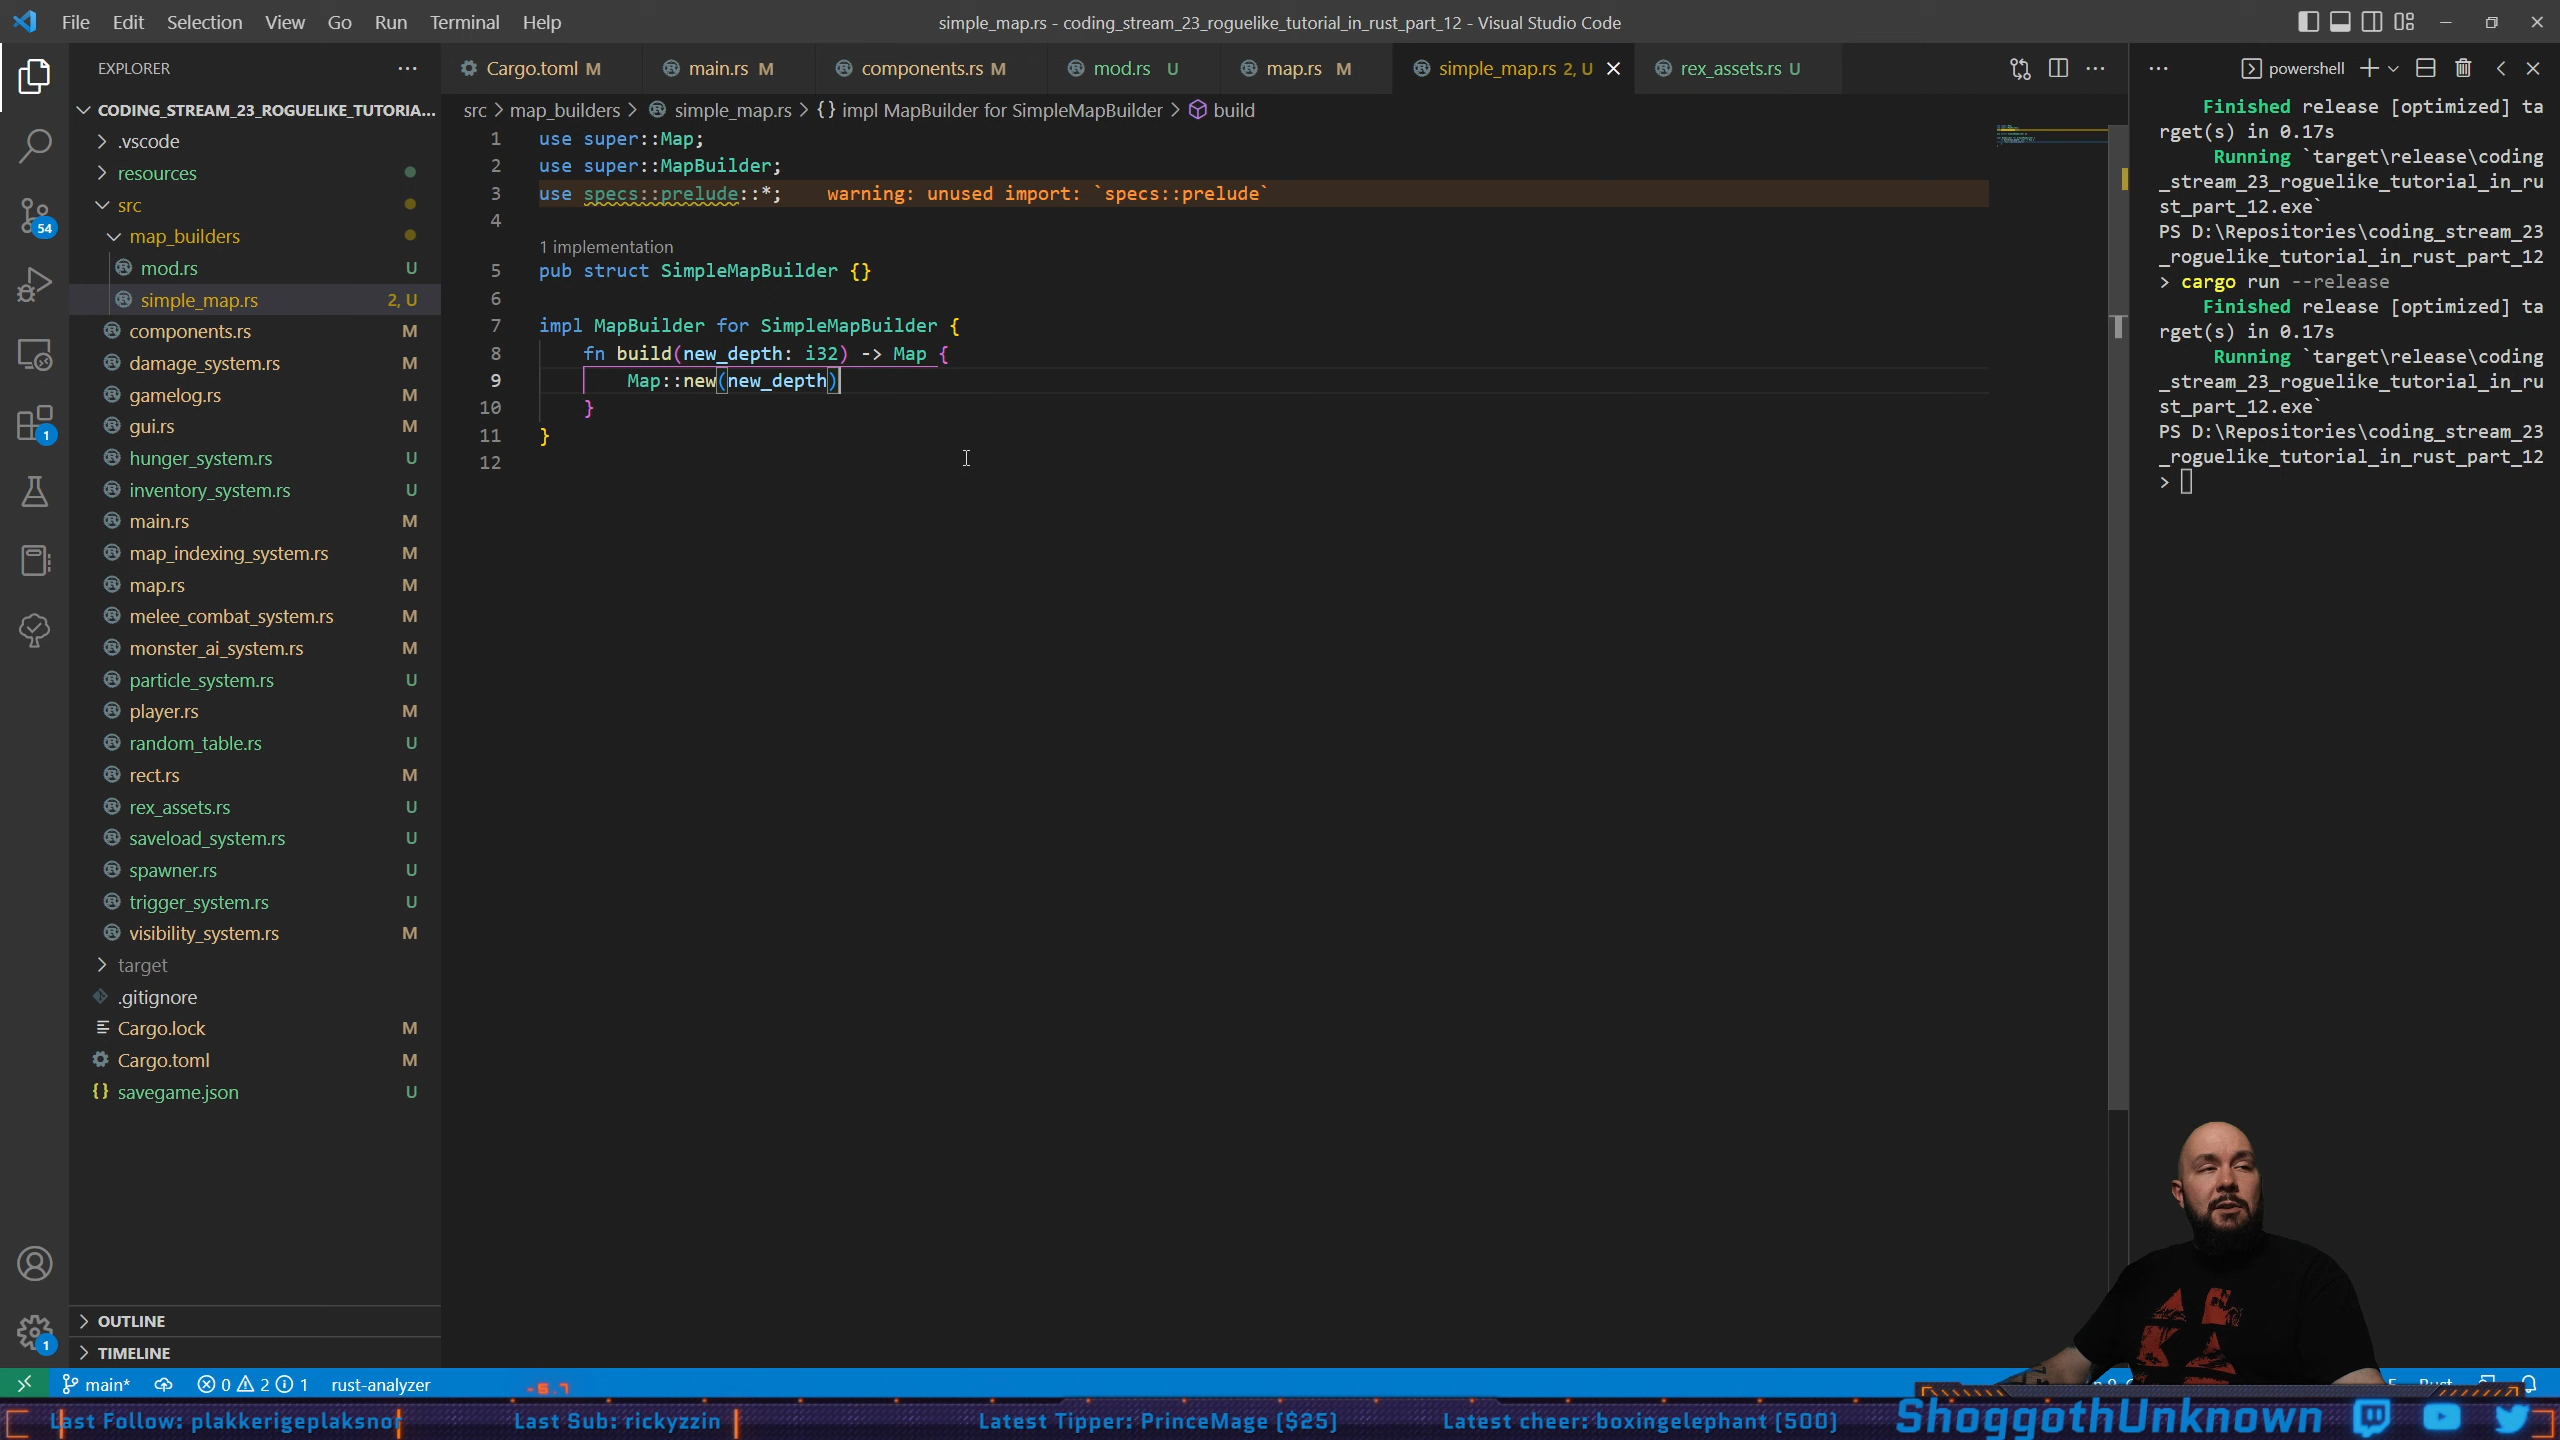 File Edit Selection View Go Run Terminal Help
simple_map.rs - coding_stream_23_roguelike_tutorial_in_rust_part_12 - Visual Studio Code
EXPLORER
Cargo.toml M
main.rs M
components.rs M
mod.rs U
map.rs M
simple_map.rs 2, U
rex_assets.rs U
powershell
CODING_STREAM_23_ROGUELIKE_TUTORIA...
.vscode
resources
src
map_builders
mod.rs U
simple_map.rs 2, U
components.rs M
damage_system.rs M
gamelog.rs M
gui.rs M
hunger_system.rs U
inventory_system.rs U
main.rs M
map_indexing_system.rs M
map.rs M
melee_combat_system.rs M
monster_ai_system.rs M
particle_system.rs U
player.rs M
random_table.rs U
rect.rs M
rex_assets.rs U
saveload_system.rs U
spawner.rs U
trigger_system.rs U
visibility_system.rs M
target
.gitignore
Cargo.lock M
Cargo.toml M
savegame.json U
OUTLINE
TIMELINE
54
1
1
src > map_builders > simple_map.rs > {} impl MapBuilder for SimpleMapBuilder > build
1 use super::Map;
2 use super::MapBuilder;
3 use specs::prelude::*; warning: unused import: `specs::prelude`
4
1 implementation
5 pub struct SimpleMapBuilder {}
6
7 impl MapBuilder for SimpleMapBuilder {
8 fn build(new_depth: i32) -> Map {
9 Map::new(new_depth)
10 }
11 }
12
Finished release [optimized] ta
rget(s) in 0.17s
Running `target\release\coding
_stream_23_roguelike_tutorial_in_ru
st_part_12.exe`
PS D:\Repositories\coding_stream_23
_roguelike_tutorial_in_rust_part_12
> cargo run --release
Finished release [optimized] ta
rget(s) in 0.17s
Running `target\release\coding
_stream_23_roguelike_tutorial_in_ru
st_part_12.exe`
PS D:\Repositories\coding_stream_23
_roguelike_tutorial_in_rust_part_12
>
main* 0 2 1 rust-analyzer
-5.7
Last Follow: plakkerigeplaksnor
Last Sub: rickyzzin
Latest Tipper: PrinceMage ($25)
Latest cheer: boxingelephant (500)
ShoggothUnknown